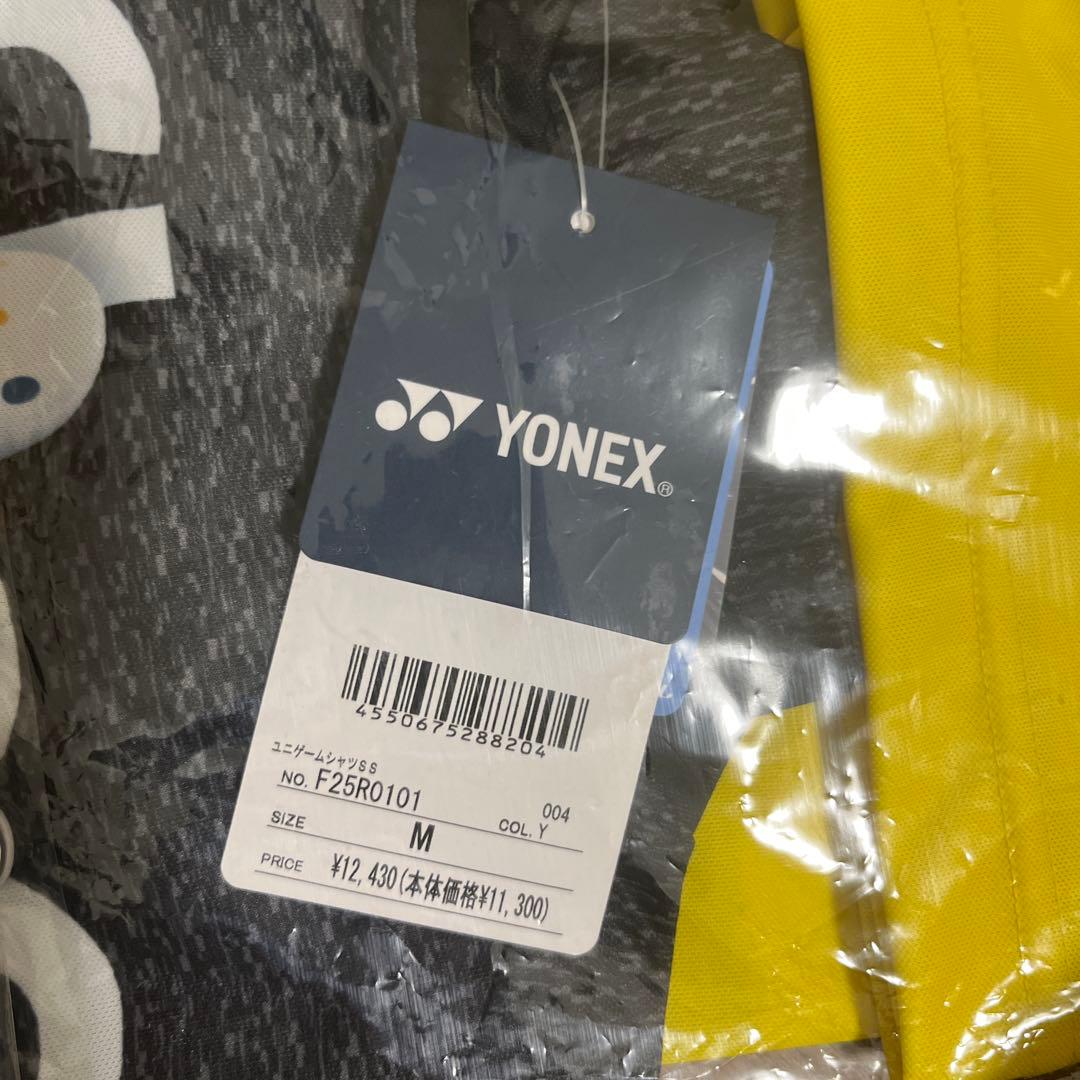 YONEX®
4550675288204
ユニゲームシャツSS
NO. F25R0101
004
SIZE M COL. Y
PRICE ¥12,430(本体価格¥11,300)